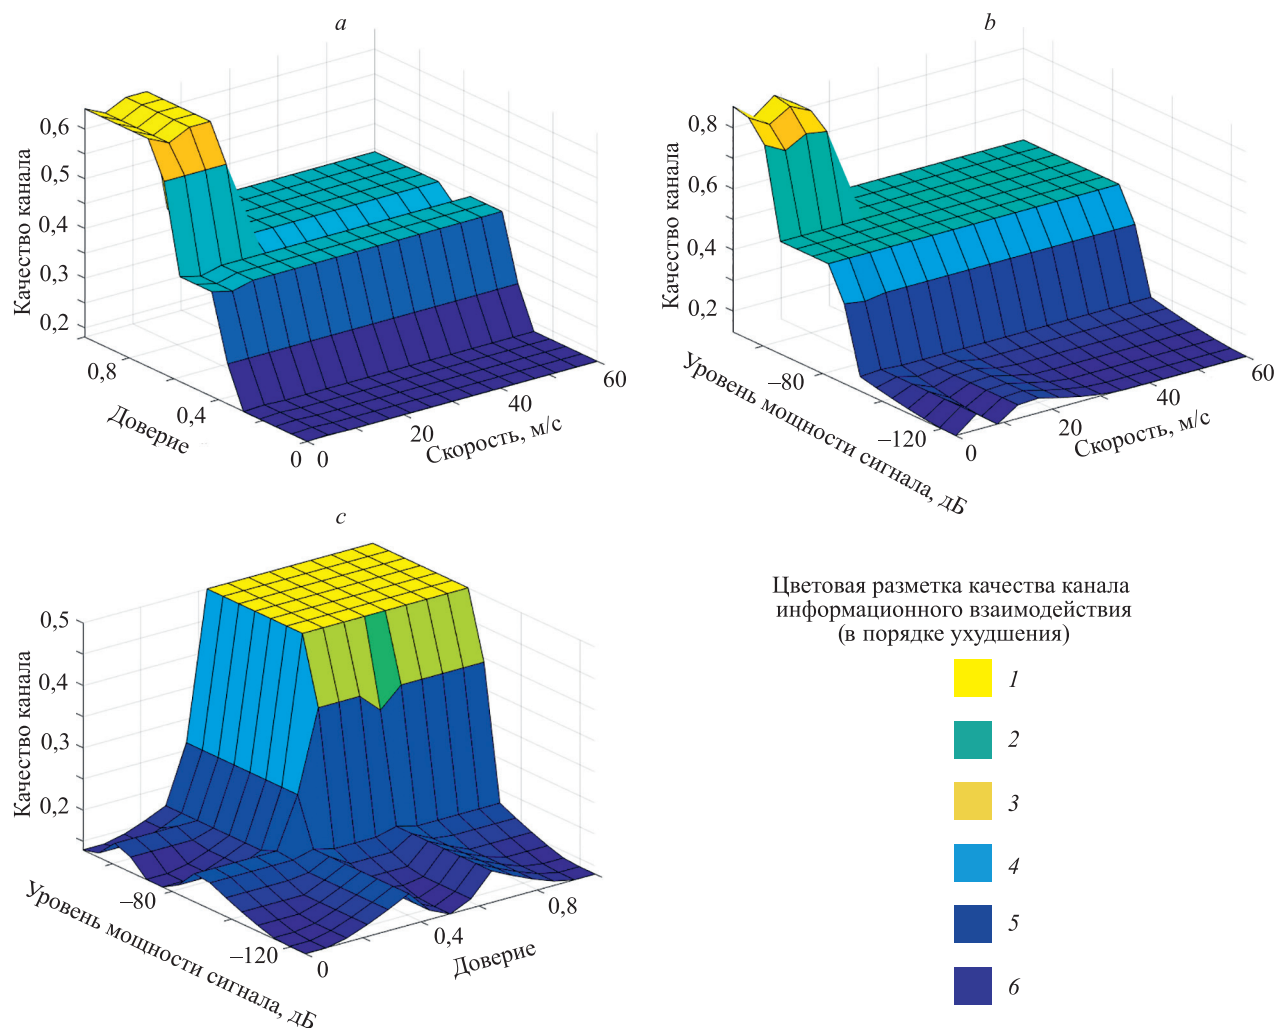 a
Качество канала
0,6
0,5
0,4
0,3
0,2
0,8
0,4
0
Доверие
0
20
40
60
Скорость, м/с
b
Качество канала
0,8
0,6
0,4
0,2
–80
–120
Уровень мощности сигнала, дБ
0
20
40
60
Скорость, м/с
c
Качество канала
0,5
0,4
0,3
0,2
–80
–120
Уровень мощности сигнала, дБ
0
0,4
0,8
Доверие
Цветовая разметка качества канала
информационного взаимодействия
(в порядке ухудшения)
1
2
3
4
5
6